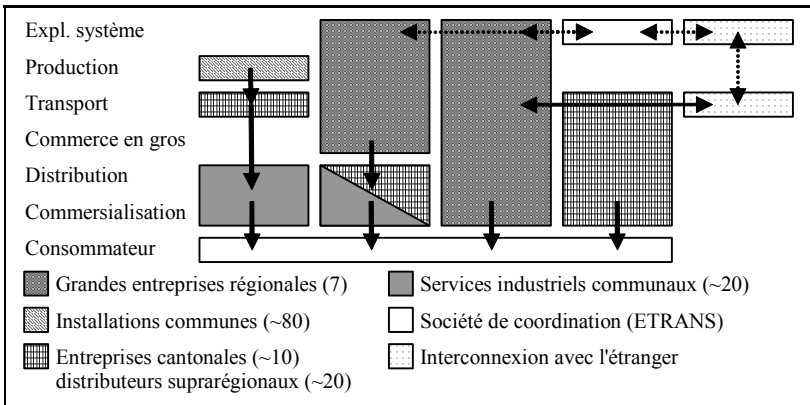 Expl. système
Production
Transport
Commerce en gros
Distribution
Commersialisation
Consommateur
Grandes entreprises régionales (7)
Services industriels communaux (~20)
Installations communes (~80)
Société de coordination (ETRANS)
Entreprises cantonales (~10)
distributeurs suprarégionaux (~20)
Interconnexion avec l'étranger